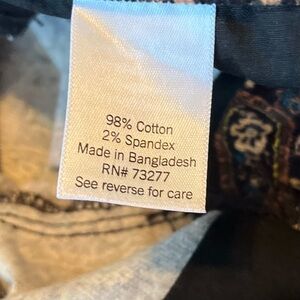 98% Cotton
2% Spandex
Made in Bangladesh
RN# 73277
See reverse for care